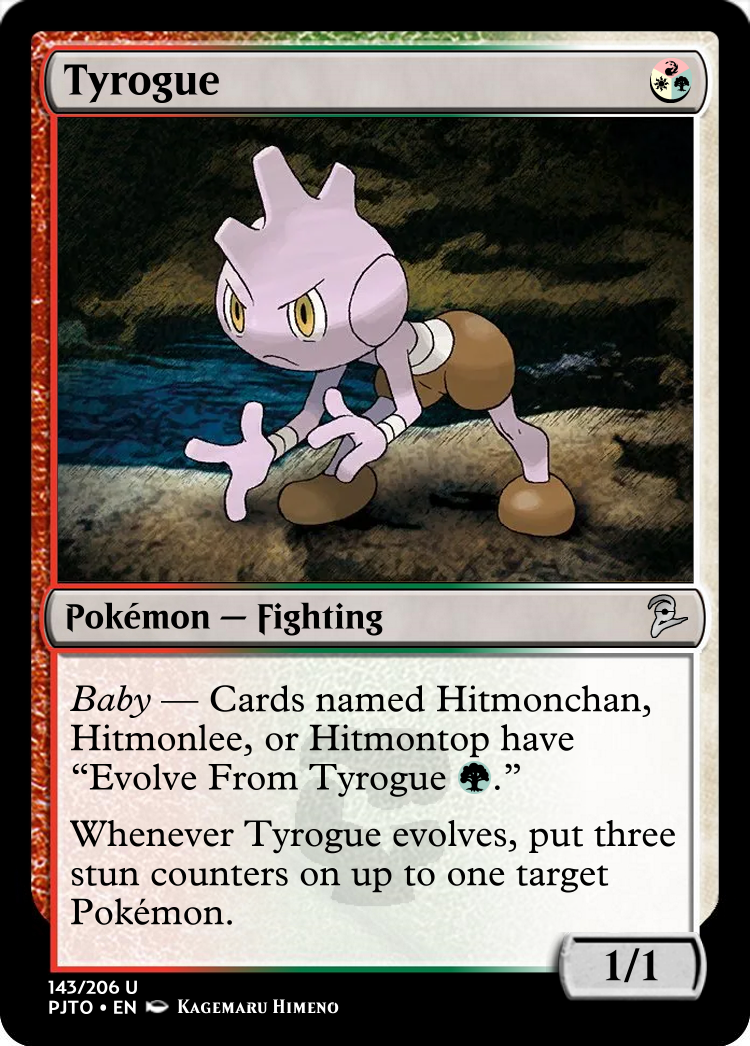 Tyrogue
Pokémon — Fighting
Baby — Cards named Hitmonchan,
Hitmonlee, or Hitmontop have
“Evolve From Tyrogue .”
Whenever Tyrogue evolves, put three
stun counters on up to one target
Pokémon.
1/1
143/206 U
PJTO • EN Kagemaru Himeno